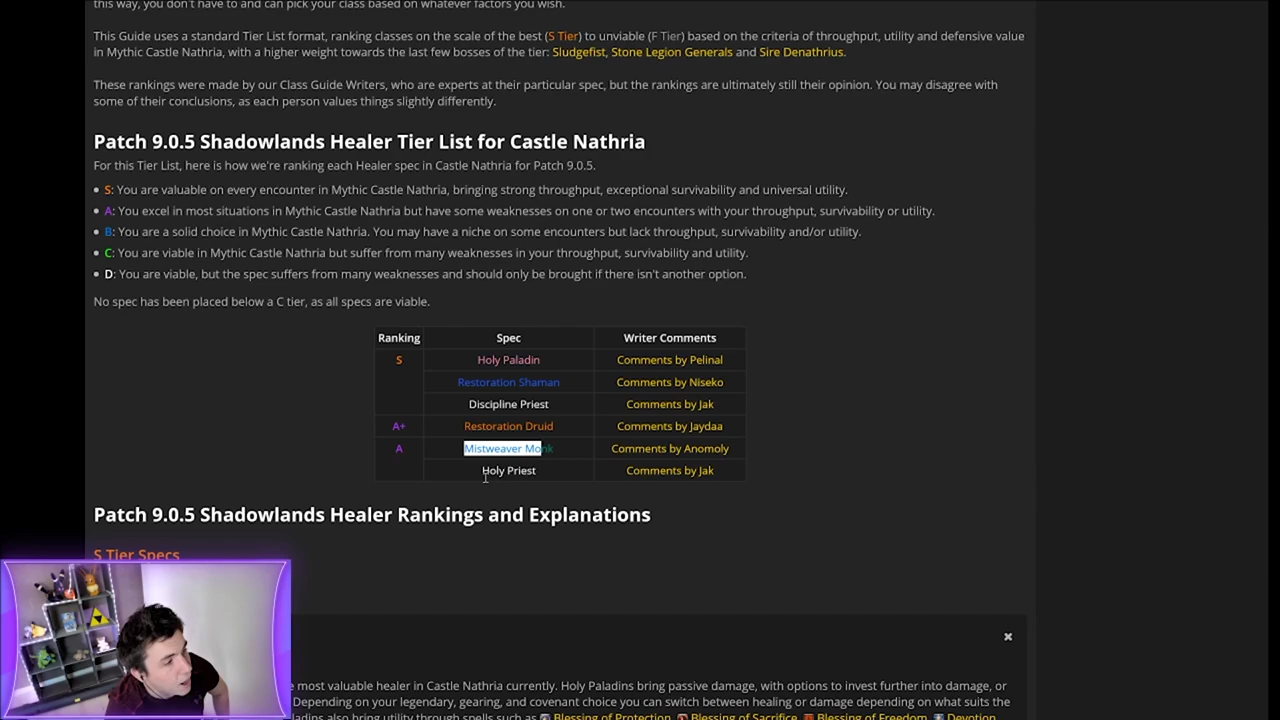 this way, you don't have to and can pick your class based on whatever factors you wish.
This Guide uses a standard Tier List format, ranking classes on the scale of the best (S Tier) to unviable (F Tier) based on the criteria of throughput, utility and defensive value
in Mythic Castle Nathria, with a higher weight towards the last few bosses of the tier: Sludgefist, Stone Legion Generals and Sire Denathrius.
These rankings were made by our Class Guide Writers, who are experts at their particular spec, but the rankings are ultimately still their opinion. You may disagree with
some of their conclusions, as each person values things slightly differently.
Patch 9.0.5 Shadowlands Healer Tier List for Castle Nathria
For this Tier List, here is how we're ranking each Healer spec in Castle Nathria for Patch 9.0.5.
S: You are valuable on every encounter in Mythic Castle Nathria, bringing strong throughput, exceptional survivability and universal utility.
A: You excel in most situations in Mythic Castle Nathria but have some weaknesses on one or two encounters with your throughput, survivability or utility.
B: You are a solid choice in Mythic Castle Nathria. You may have a niche on some encounters but lack throughput, survivability and/or utility.
C: You are viable in Mythic Castle Nathria but suffer from many weaknesses in your throughput, survivability and utility.
D: You are viable, but the spec suffers from many weaknesses and should only be brought if there isn't another option.
No spec has been placed below a C tier, as all specs are viable.
Ranking Spec Writer Comments
S Holy Paladin Comments by Pelinal
Restoration Shaman Comments by Niseko
Discipline Priest Comments by Jak
A+ Restoration Druid Comments by Jaydaa
A Mistweaver Monk Comments by Anomoly
Holy Priest Comments by Jak
Patch 9.0.5 Shadowlands Healer Rankings and Explanations
S Tier Specs
most valuable healer in Castle Nathria currently. Holy Paladins bring passive damage, with options to invest further into damage, or
Depending on your legendary, gearing, and covenant choice you can switch between healing or damage depending on what suits the
also bring utility through spells such as Blessing of Protection, Blessing of Sacrifice, Blessing of Freedom, Devotion